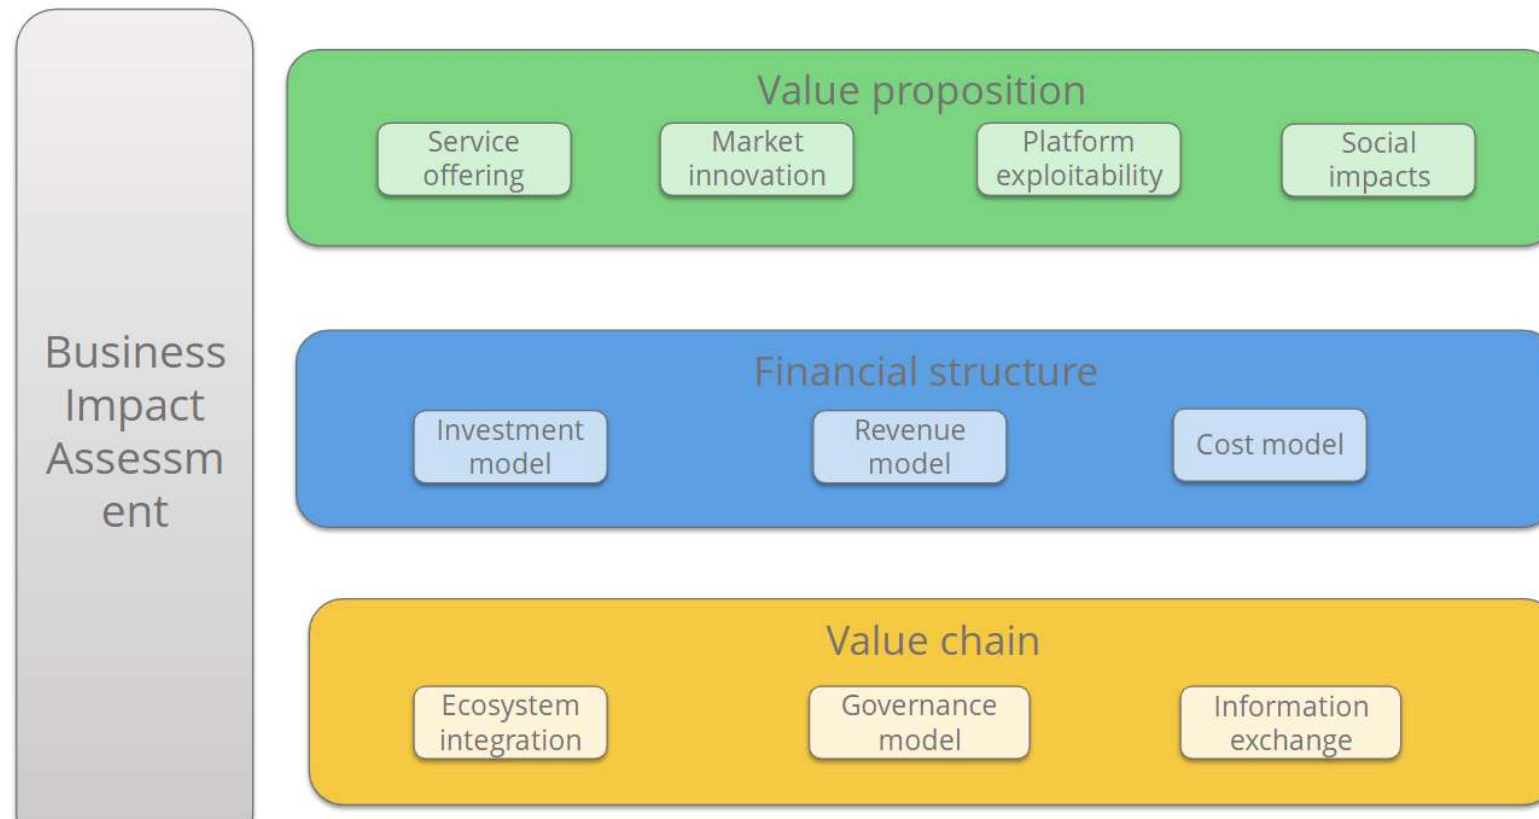 Business
Impact
Assessm
ent
Value proposition
Service
offering
Market
innovation
Platform
exploitability
Social
impacts
Financial structure
Investment
model
Revenue
model
Cost model
Value chain
Ecosystem
integration
Governance
model
Information
exchange